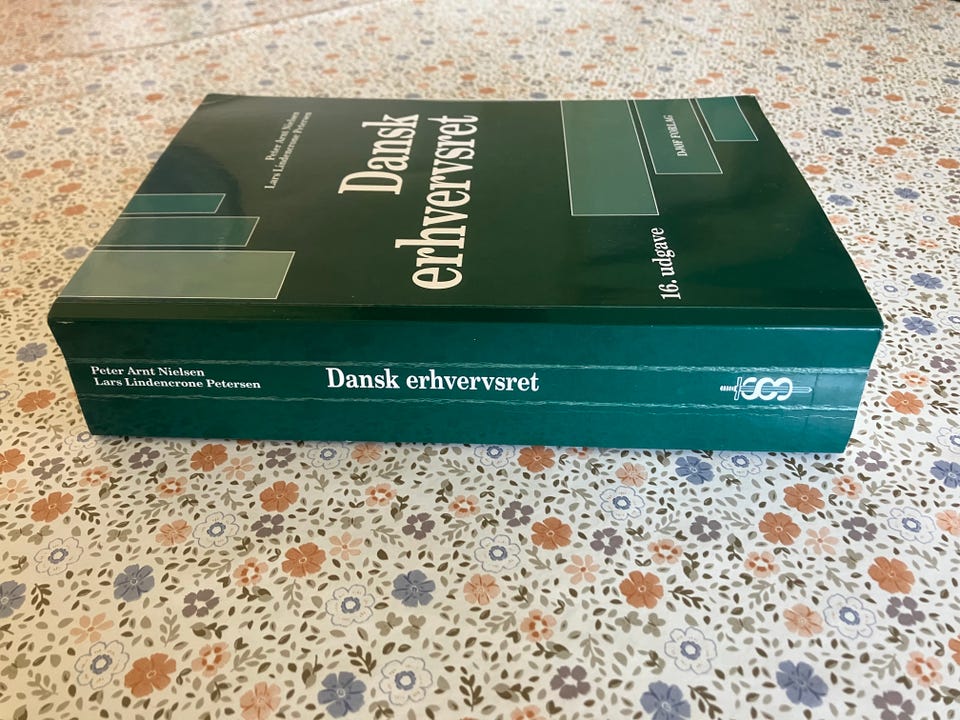 Peter Arnt Nielsen
Lars Lindencrone Petersen
Dansk
erhvervsret
16. udgave
DJØF FORLAG
Peter Arnt Nielsen
Lars Lindencrone Petersen
Dansk erhvervsret